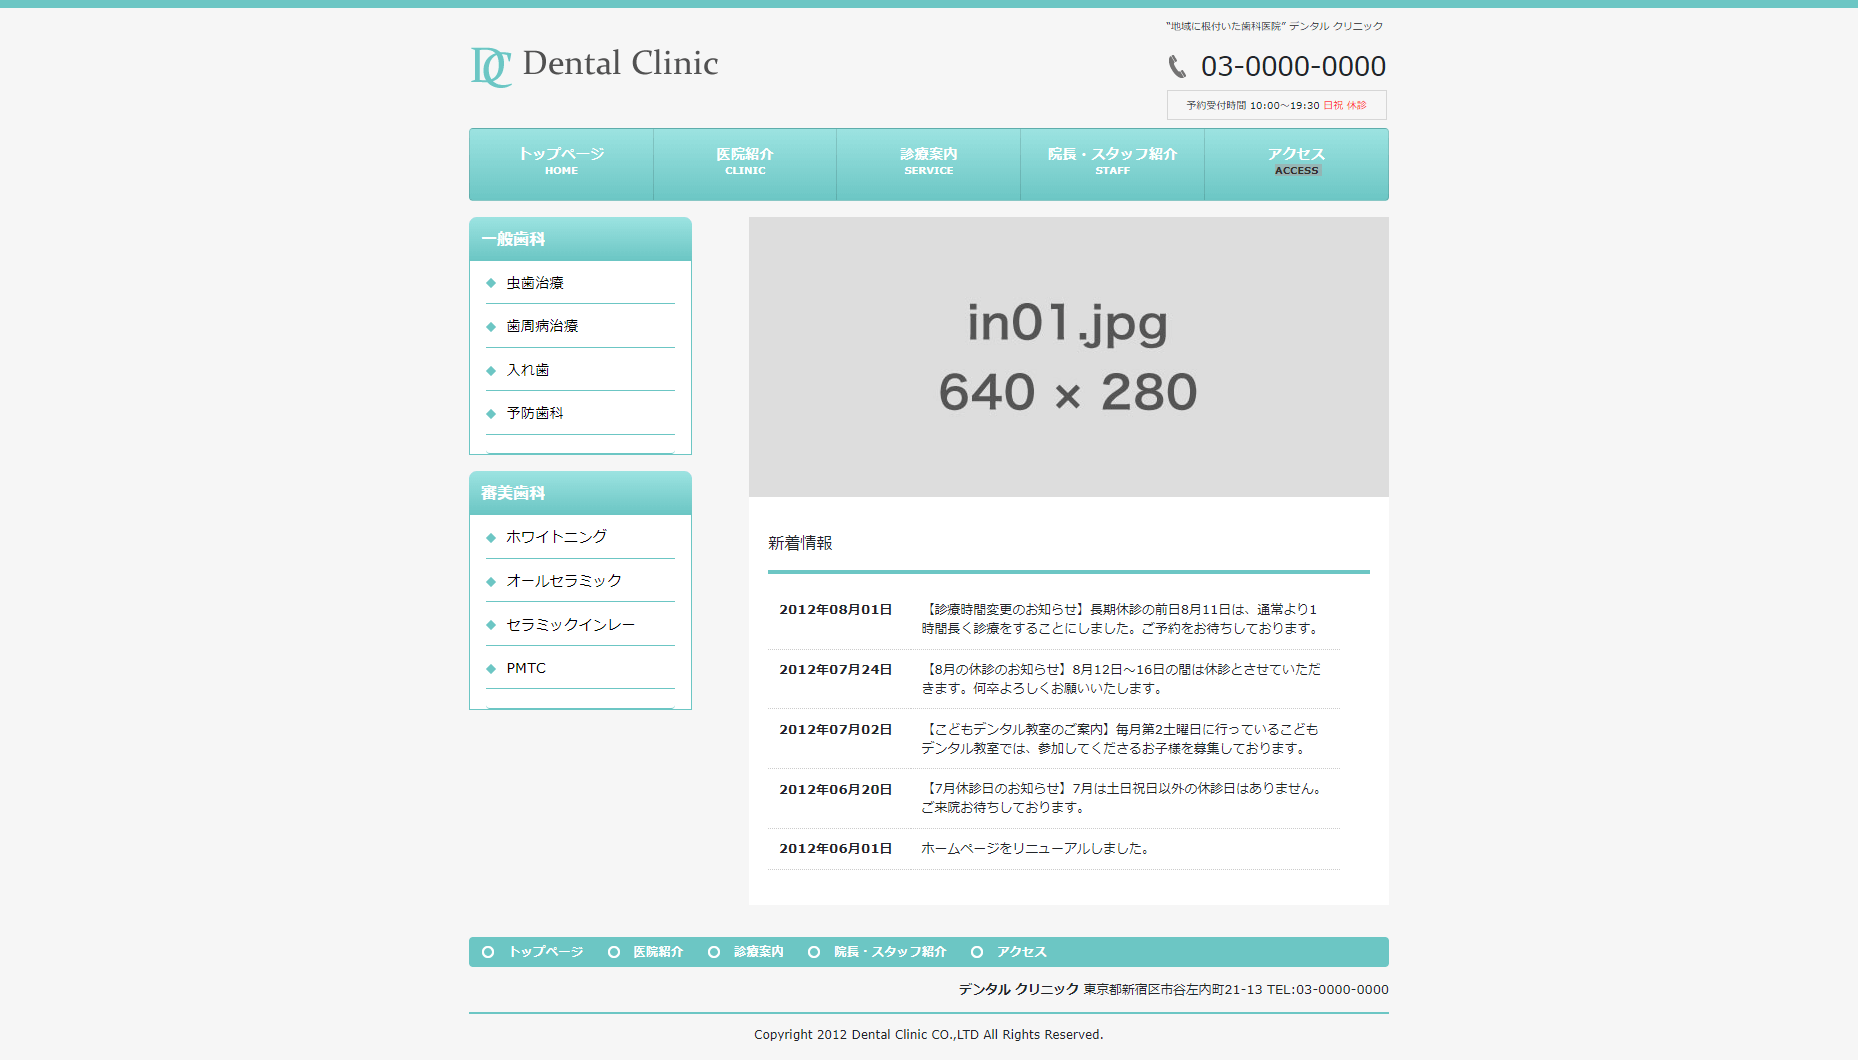 “地域に根付いた歯科医院” デンタル クリニック
DC Dental Clinic
03-0000-0000
予約受付時間 10:00～19:30 日祝 休診
トップページ
HOME
医院紹介
CLINIC
診療案内
SERVICE
院長・スタッフ紹介
STAFF
アクセス
ACCESS
一般歯科
虫歯治療
歯周病治療
入れ歯
予防歯科
審美歯科
ホワイトニング
オールセラミック
セラミックインレー
PMTC
in01.jpg
640 × 280
新着情報
2012年08月01日 【診療時間変更のお知らせ】長期休診の前日8月11日は、通常より1
時間長く診療をすることにしました。ご予約をお待ちしております。
2012年07月24日 【8月の休診のお知らせ】8月12日～16日の間は休診とさせていただ
きます。何卒よろしくお願いいたします。
2012年07月02日 【こどもデンタル教室のご案内】毎月第2土曜日に行っているこども
デンタル教室では、参加してくださるお子様を募集しております。
2012年06月20日 【7月休診日のお知らせ】7月は土日祝日以外の休診日はありません。
ご来院お待ちしております。
2012年06月01日 ホームページをリニューアルしました。
トップページ 医院紹介 診療案内 院長・スタッフ紹介 アクセス
デンタル クリニック 東京都新宿区市谷左内町21-13 TEL:03-0000-0000
Copyright 2012 Dental Clinic CO.,LTD All Rights Reserved.